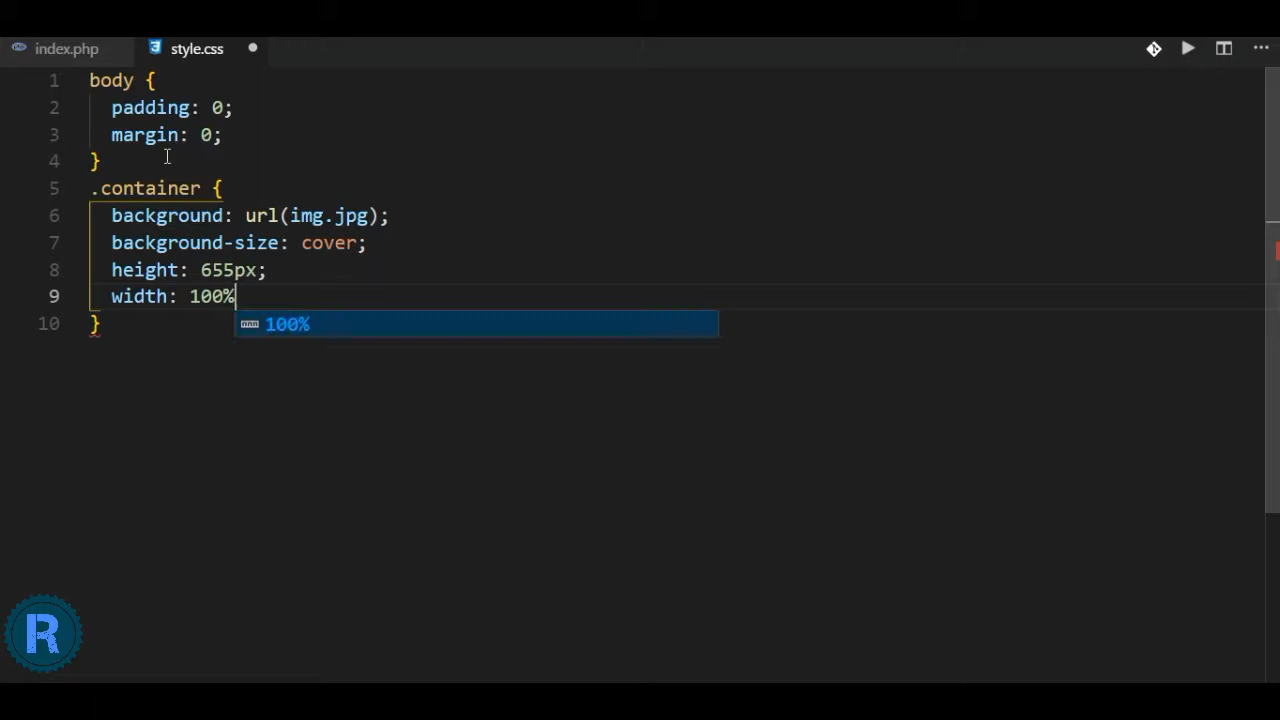 index.php style.css
1 body {
2 padding: 0;
3 margin: 0;
4 }
5 .container {
6 background: url(img.jpg);
7 background-size: cover;
8 height: 655px;
9 width: 100%
100%
10 }
R